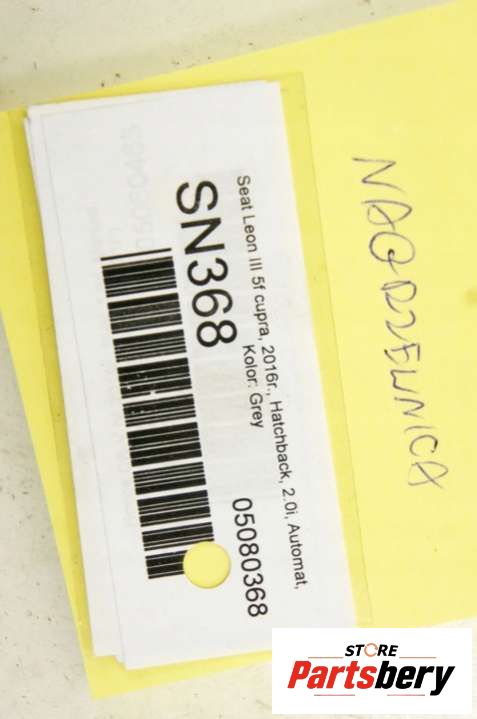 NAGRZEWNICA
Seat Leon III 5f cupra, 2016r., Hatchback, 2.0i, Automat,
Kolor: Grey
SN368
05080368
STORE
Partsbery